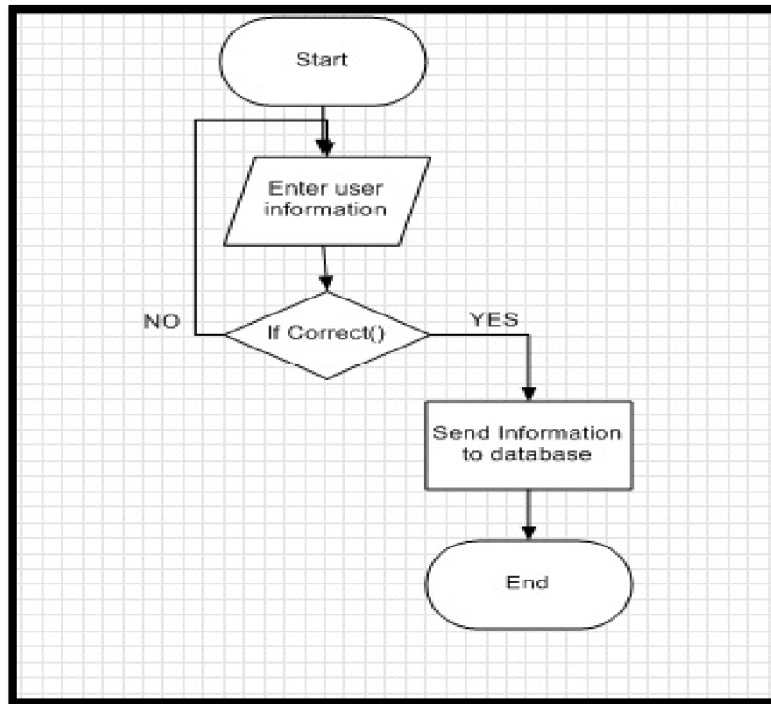 Start
Enter user
information
If Correct()
NO
YES
Send Information
to database
End